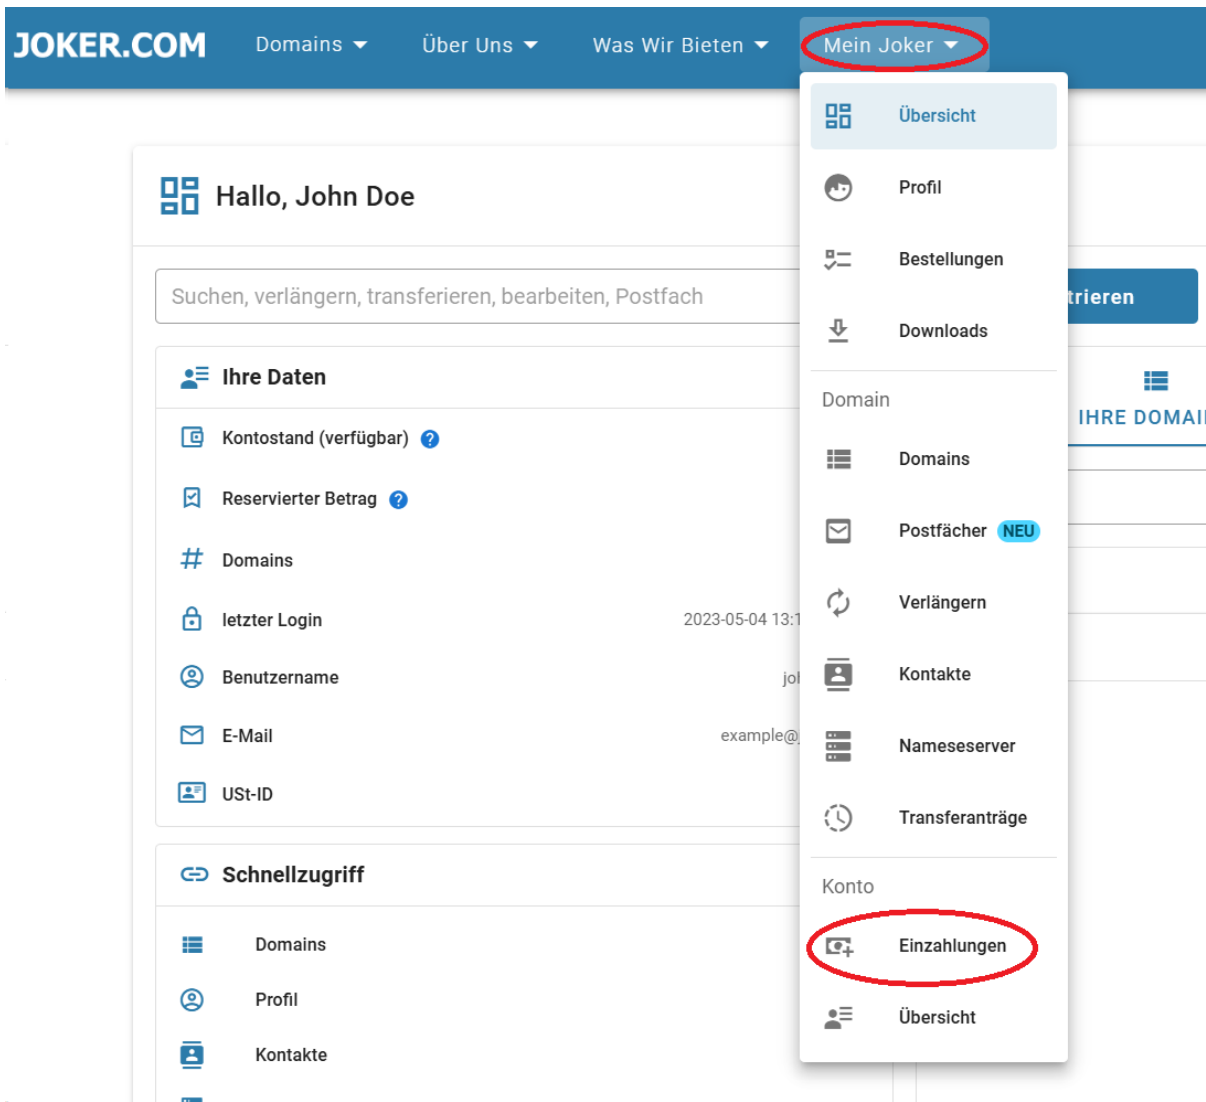 JOKER.COM Domains Über Uns Was Wir Bieten Mein Joker
Hallo, John Doe
Suchen, verlängern, transferieren, bearbeiten, Postfach
Ihre Daten
Kontostand (verfügbar)
Reservierter Betrag
Domains
letzter Login 2023-05-04 13:1
Benutzername
E-Mail example@
USt-ID
Schnellzugriff
Domains
Profil
Kontakte
Übersicht
Profil
Bestellungen
Downloads
Domain
Domains
Postfächer NEU
Verlängern
Kontakte
Nameseserver
Transferanträge
Konto
Einzahlungen
Übersicht
trieren
IHRE DOMAI